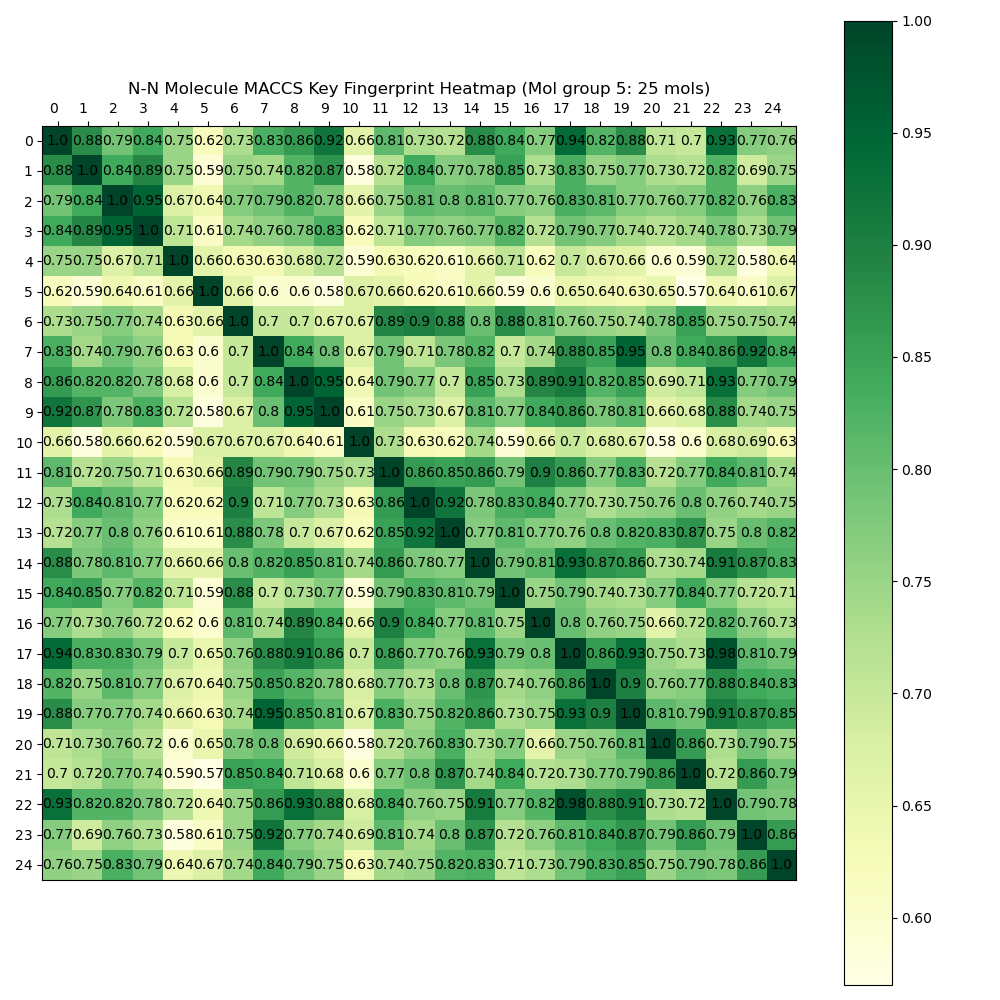 N-N Molecule MACCS Key Fingerprint Heatmap (Mol group 5: 25 mols)
0 1 2 3 4 5 6 7 8 9 10 11 12 13 14 15 16 17 18 19 20 21 22 23 24
0 1.0 0.88 0.79 0.84 0.75 0.62 0.73 0.83 0.86 0.92 0.66 0.81 0.73 0.72 0.88 0.84 0.77 0.94 0.82 0.88 0.71 0.7 0.93 0.77 0.76
1 0.88 1.0 0.84 0.89 0.75 0.59 0.75 0.74 0.82 0.87 0.58 0.72 0.84 0.77 0.78 0.85 0.73 0.83 0.75 0.77 0.73 0.72 0.82 0.69 0.75
2 0.79 0.84 1.0 0.95 0.67 0.64 0.77 0.79 0.82 0.78 0.66 0.75 0.81 0.8 0.81 0.77 0.76 0.83 0.81 0.77 0.76 0.77 0.82 0.76 0.83
3 0.84 0.89 0.95 1.0 0.71 0.61 0.74 0.76 0.78 0.83 0.62 0.71 0.77 0.76 0.77 0.82 0.72 0.79 0.77 0.74 0.72 0.74 0.78 0.73 0.79
4 0.75 0.75 0.67 0.71 1.0 0.66 0.63 0.63 0.68 0.72 0.59 0.63 0.62 0.61 0.66 0.71 0.62 0.7 0.67 0.66 0.6 0.59 0.72 0.58 0.64
5 0.62 0.59 0.64 0.61 0.66 1.0 0.66 0.6 0.6 0.58 0.67 0.66 0.62 0.61 0.66 0.59 0.6 0.65 0.64 0.63 0.65 0.57 0.64 0.61 0.67
6 0.73 0.75 0.77 0.74 0.63 0.66 1.0 0.7 0.7 0.67 0.67 0.89 0.9 0.88 0.8 0.88 0.81 0.76 0.75 0.74 0.78 0.85 0.75 0.75 0.74
7 0.83 0.74 0.79 0.76 0.63 0.6 0.7 1.0 0.84 0.8 0.67 0.79 0.71 0.78 0.82 0.7 0.74 0.88 0.85 0.95 0.8 0.84 0.86 0.92 0.84
8 0.86 0.82 0.82 0.78 0.68 0.6 0.7 0.84 1.0 0.95 0.64 0.79 0.77 0.7 0.85 0.73 0.89 0.91 0.82 0.85 0.69 0.71 0.93 0.77 0.79
9 0.92 0.87 0.78 0.83 0.72 0.58 0.67 0.8 0.95 1.0 0.61 0.75 0.73 0.67 0.81 0.77 0.84 0.86 0.78 0.81 0.66 0.68 0.88 0.74 0.75
10 0.66 0.58 0.66 0.62 0.59 0.67 0.67 0.67 0.64 0.61 1.0 0.73 0.63 0.62 0.74 0.59 0.66 0.7 0.68 0.67 0.58 0.6 0.68 0.69 0.63
11 0.81 0.72 0.75 0.71 0.63 0.66 0.89 0.79 0.79 0.75 0.73 1.0 0.86 0.85 0.86 0.79 0.9 0.86 0.77 0.83 0.72 0.77 0.84 0.81 0.74
12 0.73 0.84 0.81 0.77 0.62 0.62 0.9 0.71 0.77 0.73 0.63 0.86 1.0 0.92 0.78 0.83 0.84 0.77 0.73 0.75 0.76 0.8 0.76 0.74 0.75
13 0.72 0.77 0.8 0.76 0.61 0.61 0.88 0.78 0.7 0.67 0.62 0.85 0.92 1.0 0.77 0.81 0.77 0.76 0.8 0.82 0.83 0.87 0.75 0.8 0.82
14 0.88 0.78 0.81 0.77 0.66 0.66 0.8 0.82 0.85 0.81 0.74 0.86 0.78 0.77 1.0 0.79 0.81 0.93 0.87 0.86 0.73 0.74 0.91 0.87 0.83
15 0.84 0.85 0.77 0.82 0.71 0.59 0.88 0.7 0.73 0.77 0.59 0.79 0.83 0.81 0.79 1.0 0.75 0.79 0.74 0.73 0.77 0.84 0.77 0.72 0.71
16 0.77 0.73 0.76 0.72 0.62 0.6 0.81 0.74 0.89 0.84 0.66 0.9 0.84 0.77 0.81 0.75 1.0 0.8 0.76 0.75 0.66 0.72 0.82 0.76 0.73
17 0.94 0.83 0.83 0.79 0.7 0.65 0.76 0.88 0.91 0.86 0.7 0.86 0.77 0.76 0.93 0.79 0.8 1.0 0.86 0.93 0.75 0.73 0.98 0.81 0.79
18 0.82 0.75 0.81 0.77 0.67 0.64 0.75 0.85 0.82 0.78 0.68 0.77 0.73 0.8 0.87 0.74 0.76 0.86 1.0 0.9 0.76 0.77 0.88 0.84 0.83
19 0.88 0.77 0.77 0.74 0.66 0.63 0.74 0.95 0.85 0.81 0.67 0.83 0.75 0.82 0.86 0.73 0.75 0.93 0.9 1.0 0.81 0.79 0.91 0.87 0.85
20 0.71 0.73 0.76 0.72 0.6 0.65 0.78 0.8 0.69 0.66 0.58 0.72 0.76 0.83 0.73 0.77 0.66 0.75 0.76 0.81 1.0 0.86 0.73 0.79 0.75
21 0.7 0.72 0.77 0.74 0.59 0.57 0.85 0.84 0.71 0.68 0.6 0.77 0.8 0.87 0.74 0.84 0.72 0.73 0.77 0.79 0.86 1.0 0.72 0.86 0.79
22 0.93 0.82 0.82 0.78 0.72 0.64 0.75 0.86 0.93 0.88 0.68 0.84 0.76 0.75 0.91 0.77 0.82 0.98 0.88 0.91 0.73 0.72 1.0 0.79 0.78
23 0.77 0.69 0.76 0.73 0.58 0.61 0.75 0.92 0.77 0.74 0.69 0.81 0.74 0.8 0.87 0.72 0.76 0.81 0.84 0.87 0.79 0.86 0.79 1.0 0.86
24 0.76 0.75 0.83 0.79 0.64 0.67 0.74 0.84 0.79 0.75 0.63 0.74 0.75 0.82 0.83 0.71 0.73 0.79 0.83 0.85 0.75 0.79 0.78 0.86 1.0
1.00
0.95
0.90
0.85
0.80
0.75
0.70
0.65
0.60